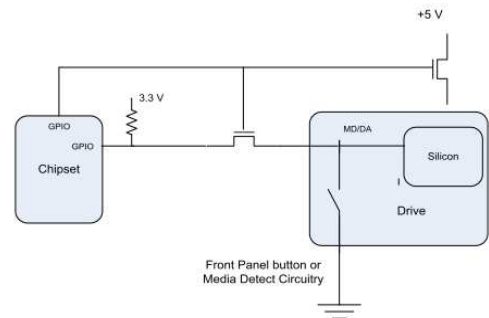 +5 V
3.3 V
GPIO
GPIO
Chipset
MD/DA
Silicon
I
Drive
Front Panel button or
Media Detect Circuitry